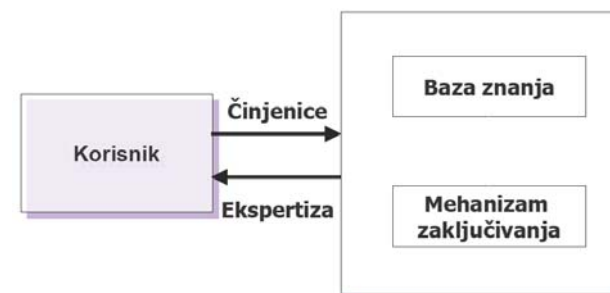 Korisnik
Činjenice
Ekspertiza
Baza znanja
Mehanizam
zaključivanja